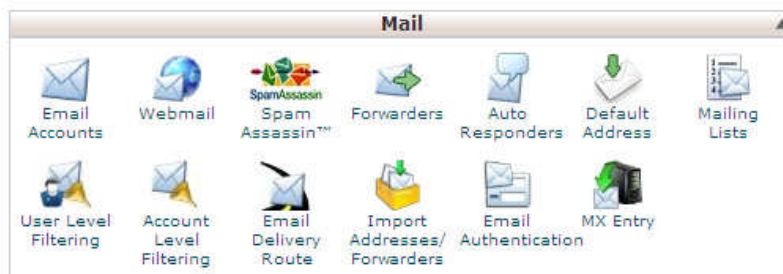 Mail
Email
Accounts
Webmail
SpamAssassin
Spam
Assassin™
Forwarders
Auto
Responders
Default
Address
Mailing
Lists
User Level
Filtering
Account
Level
Filtering
Email
Delivery
Route
Import
Addresses/
Forwarders
Email
Authentication
MX Entry